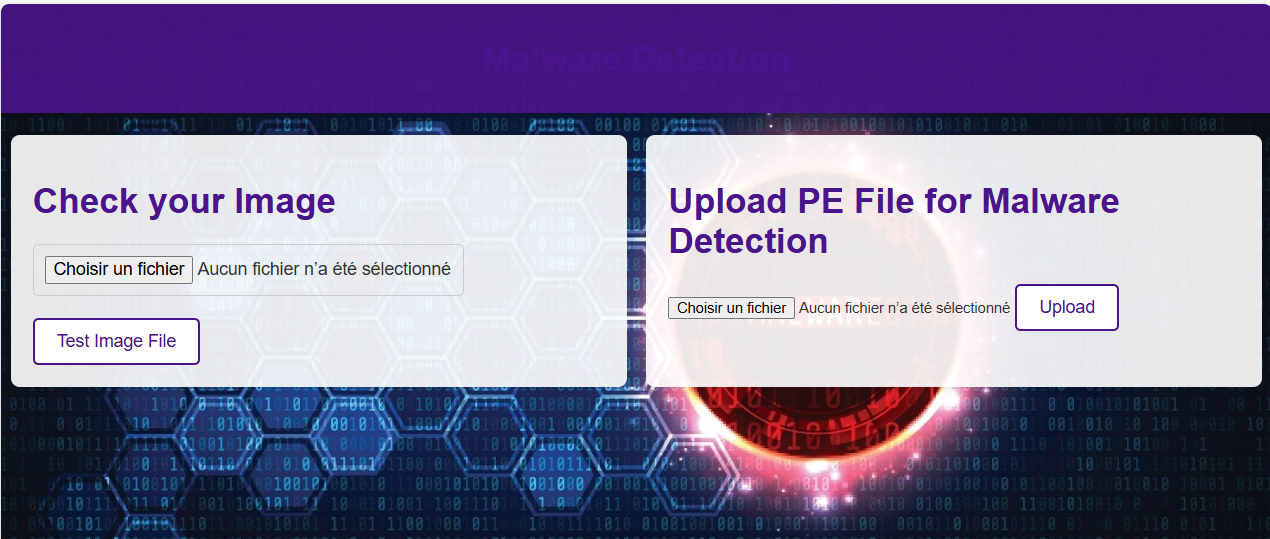 Malware Detection
Check your Image
Choisir un fichier Aucun fichier n'a été sélectionné
Test Image File
Upload PE File for Malware
Detection
Choisir un fichier Aucun fichier n'a été sélectionné Upload
MALWARE